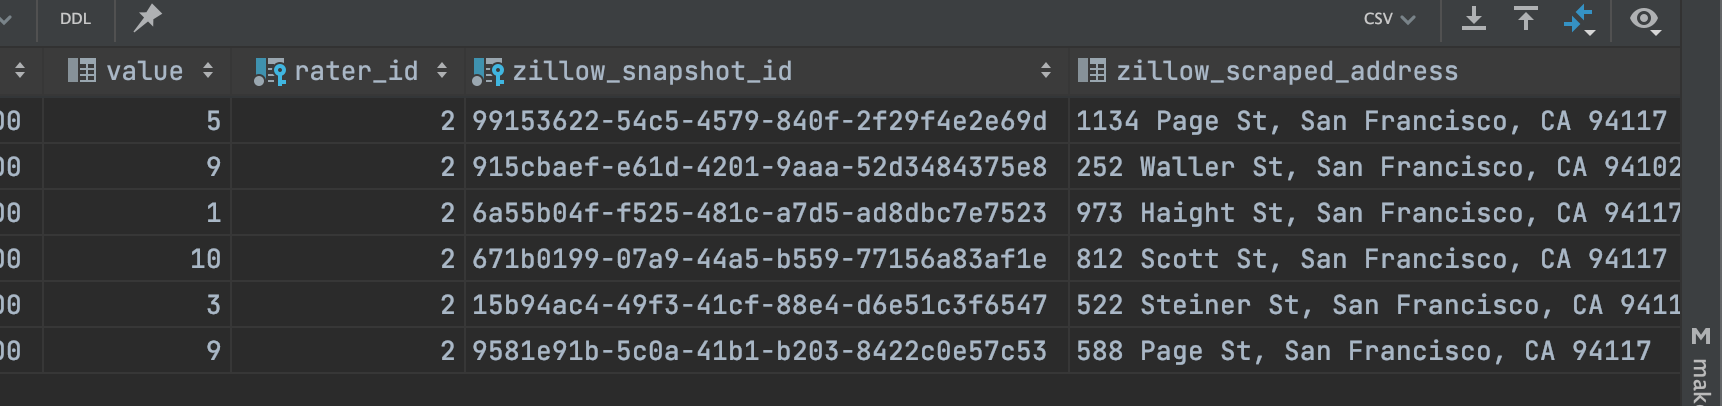 DDL CSV
value rater_id zillow_snapshot_id zillow_scraped_address
00 5 2 99153622-54c5-4579-840f-2f29f4e2e69d 1134 Page St, San Francisco, CA 94117
00 9 2 915cbaef-e61d-4201-9aaa-52d3484375e8 252 Waller St, San Francisco, CA 94102
00 1 2 6a55b04f-f525-481c-a7d5-ad8dbc7e7523 973 Haight St, San Francisco, CA 94117
00 10 2 671b0199-07a9-44a5-b559-77156a83af1e 812 Scott St, San Francisco, CA 94117
00 3 2 15b94ac4-49f3-41cf-88e4-d6e51c3f6547 522 Steiner St, San Francisco, CA 9411
00 9 2 9581e91b-5c0a-41b1-b203-8422c0e57c53 588 Page St, San Francisco, CA 94117
M make